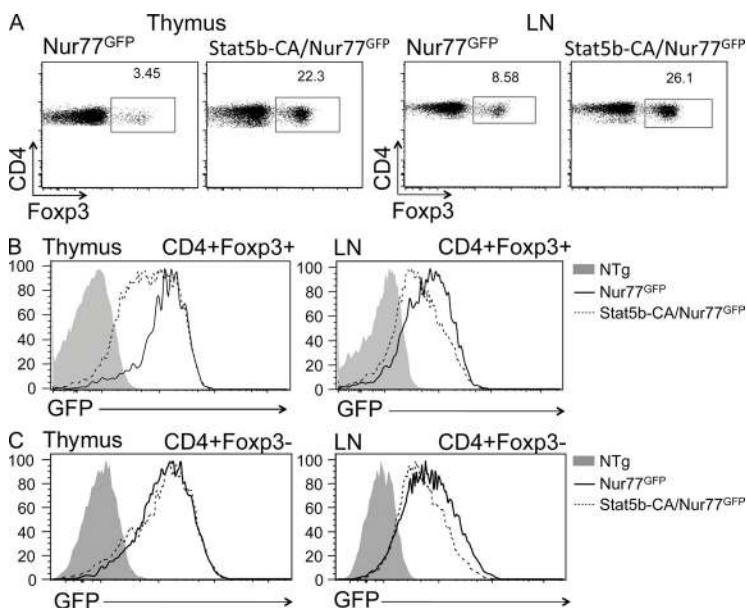 A Thymus LN
Nur77GFP Stat5b-CA/Nur77GFP Nur77GFP Stat5b-CA/Nur77GFP
3.45 22.3 8.58 26.1
CD4 CD4
Foxp3 Foxp3
B Thymus CD4+Foxp3+ LN CD4+Foxp3+
100 100
80 80
60 60
40 40
20 20
0 0
GFP GFP
NTg
Nur77GFP
Stat5b-CA/Nur77GFP
C Thymus CD4+Foxp3- LN CD4+Foxp3-
100 100
80 80
60 60
40 40
20 20
0 0
GFP GFP
NTg
Nur77GFP
Stat5b-CA/Nur77GFP